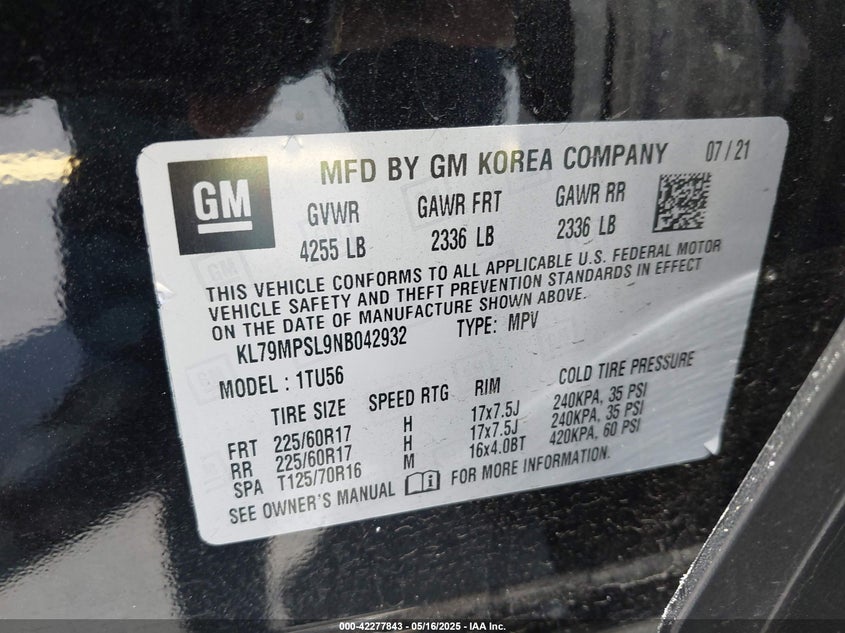 GM
MFD BY GM KOREA COMPANY 07 / 21
GVWR GAWR FRT GAWR RR
4255 LB 2336 LB 2336 LB
THIS VEHICLE CONFORMS TO ALL APPLICABLE U.S. FEDERAL MOTOR
VEHICLE SAFETY AND THEFT PREVENTION STANDARDS IN EFFECT
ON THE DATE OF MANUFACTURE SHOWN ABOVE.
KL79MPSL9NB042932 TYPE: MPV
MODEL : 1TU56
TIRE SIZE SPEED RTG RIM COLD TIRE PRESSURE
FRT 225/60R17 H 17x7.5J 240KPA, 35 PSI
RR 225/60R17 H 17x7.5J 240KPA, 35 PSI
SPA T125/70R16 M 16x4.0BT 420KPA, 60 PSI
SEE OWNER'S MANUAL FOR MORE INFORMATION.
000-42277843 - 05/16/2025 - IAA Inc.